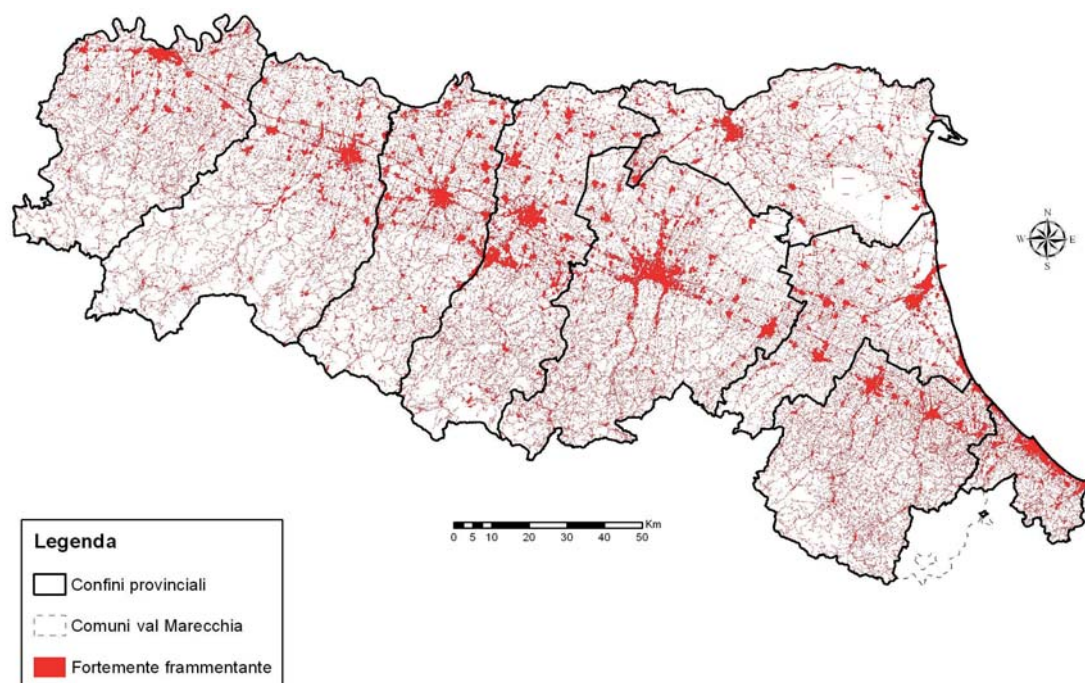 N
W E
S
Km
0 5 10 20 30 40 50
Legenda
Confini provinciali
Comuni val Marecchia
Fortemente frammentante